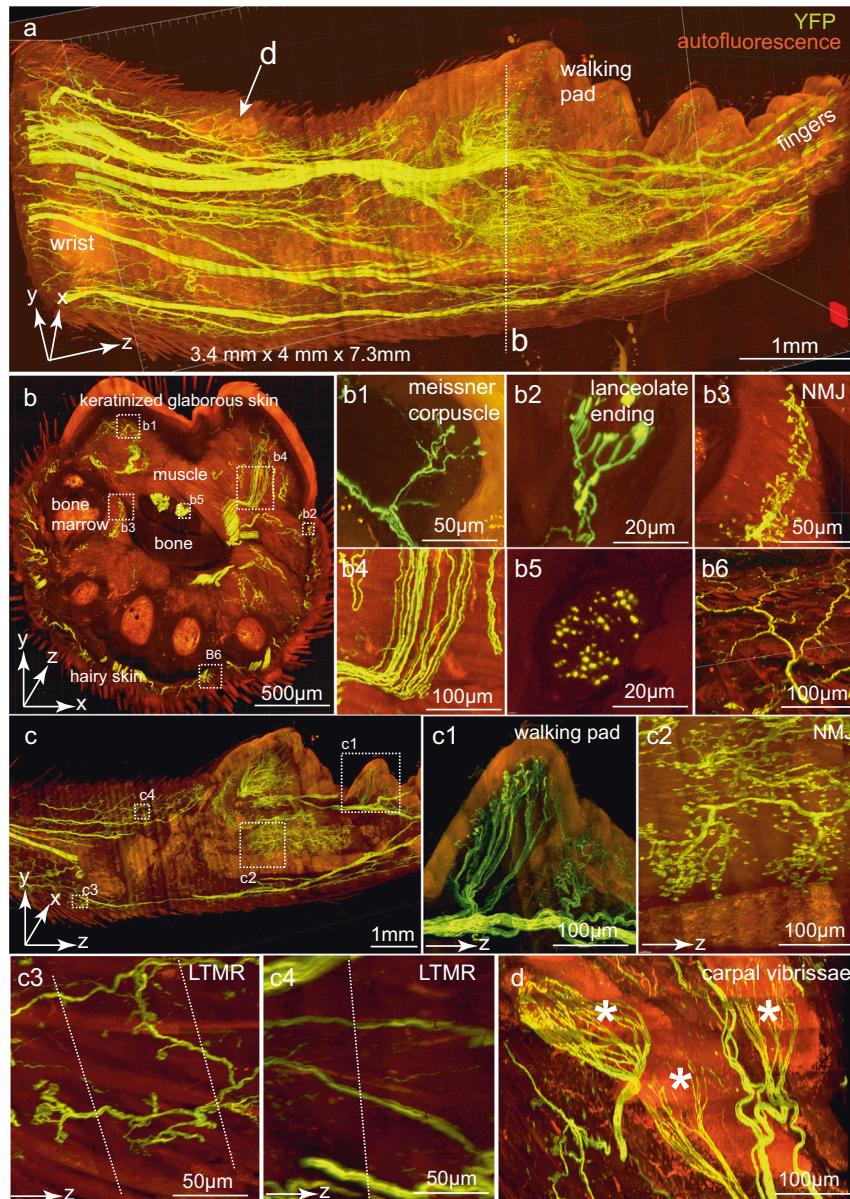 a
YFP
autofluorescence
d
walking
pad
fingers
wrist
y
x
z
3.4 mm x 4 mm x 7.3mm
b
1mm
b
keratinized glaborous skin
b1
muscle
b4
bone
marrow
b5
b3
b2
bone
y
z
x
hairy skin
B6
500µm
b1
meissner
corpuscle
50µm
b2
lanceolate
ending
20µm
b3
NMJ
50µm
b4
100µm
b5
20µm
b6
100µm
c
c1
c4
c2
c3
y
x
z
1mm
c1
walking pad
z
100µm
c2
NMJ
z
100µm
c3
LTMR
z
50µm
c4
LTMR
z
50µm
d
carpal vibrissae
*
*
*
100µm